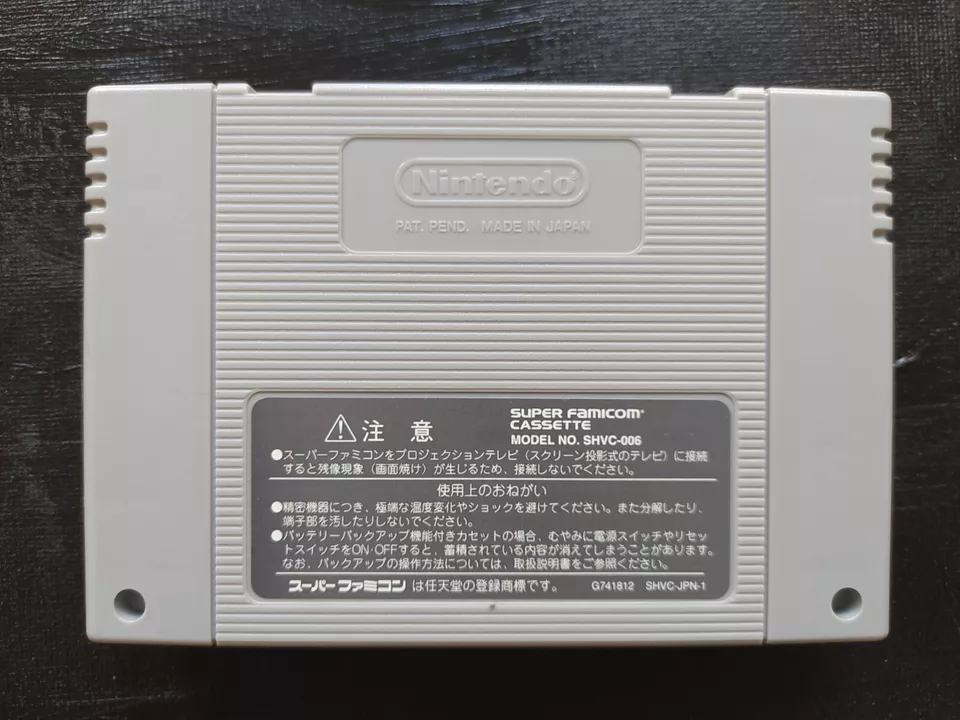 Nintendo®
PAT. PEND. MADE IN JAPAN
注意
SUPER FAMICOM®
CASSETTE
MODEL NO. SHVC-006
●スーパーファミコンをプロジェクションテレビ（スクリーン投影式のテレビ）に接続
すると残像現象（画面焼け）が生じるため、接続しないでください。
使用上のおねがい
●精密機器につき、極端な温度変化やショックを避けてください。また分解したり、
端子部を汚したりしないでください。
●バッテリーバックアップ機能付きカセットの場合、むやみに電源スイッチやリセッ
トスイッチをON・OFFすると、蓄積されている内容が消えてしまうことがあります。
なお、バックアップの操作方法については、取扱説明書をご参照ください。
スーパーファミコンは任天堂の登録商標です。 G741812 SHVC-JPN-1